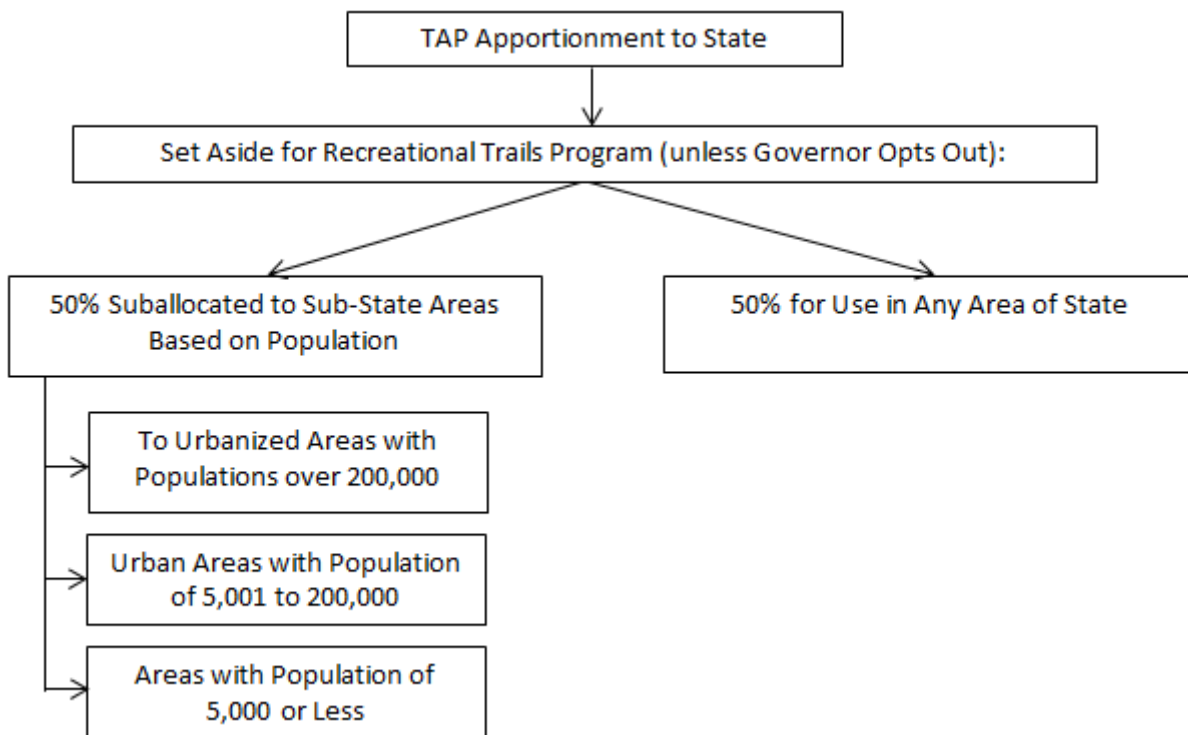 TAP Apportionment to State
Set Aside for Recreational Trails Program (unless Governor Opts Out):
50% Suballocated to Sub-State Areas
Based on Population
50% for Use in Any Area of State
To Urbanized Areas with
Populations over 200,000
Urban Areas with Population
of 5,001 to 200,000
Areas with Population of
5,000 or Less